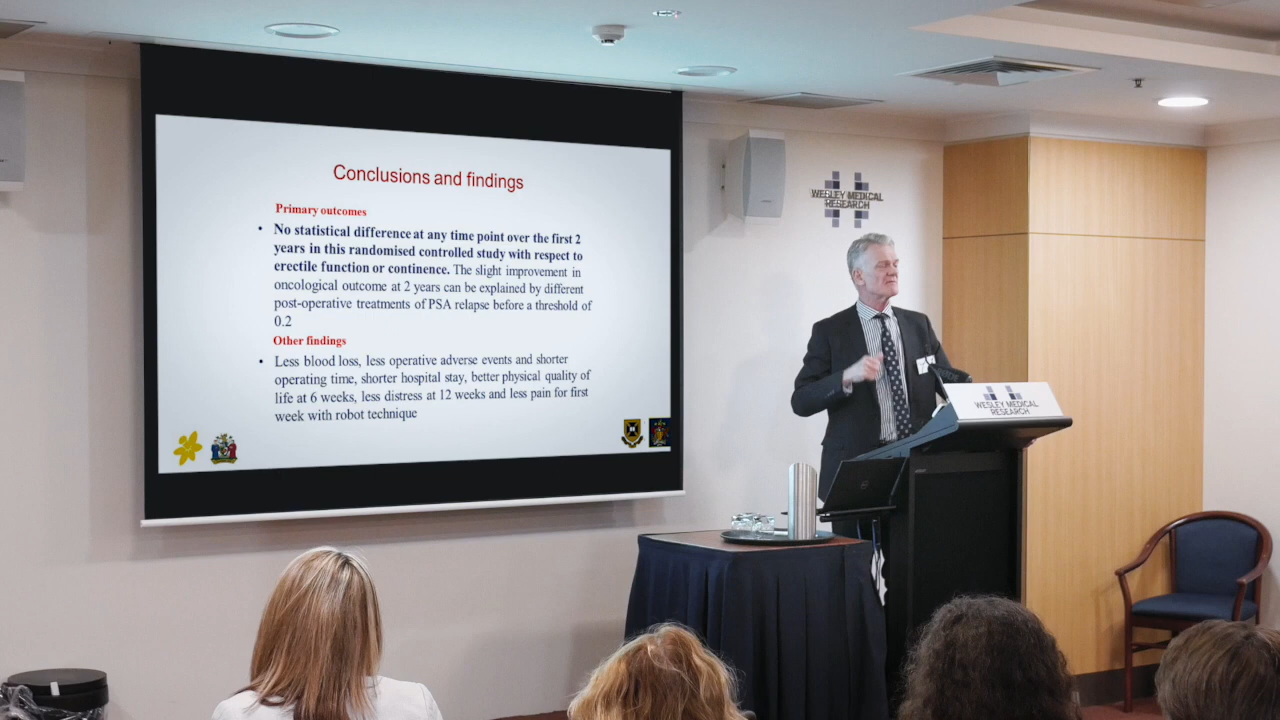 Conclusions and findings
Primary outcomes
• No statistical difference at any time point over the first 2
years in this randomised controlled study with respect to
erectile function or continence. The slight improvement in
oncological outcome at 2 years can be explained by different
post-operative treatments of PSA relapse before a threshold of
0.2
Other findings
• Less blood loss, less operative adverse events and shorter
operating time, shorter hospital stay, better physical quality of
life at 6 weeks, less distress at 12 weeks and less pain for first
week with robot technique
WESLEY MEDICAL
RESEARCH
WESLEY MEDICAL
RESEARCH